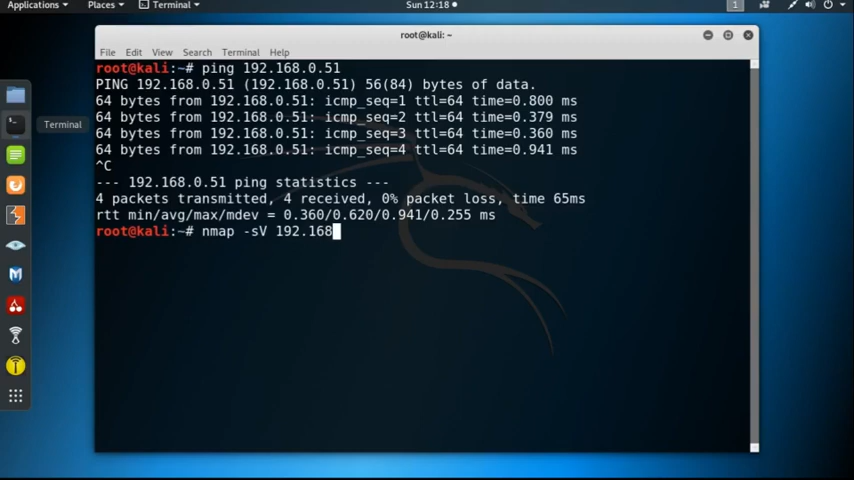 Applications Places Terminal Sun 12:18 1
root@kali: ~
File Edit View Search Terminal Help
root@kali:~# ping 192.168.0.51
PING 192.168.0.51 (192.168.0.51) 56(84) bytes of data.
64 bytes from 192.168.0.51: icmp_seq=1 ttl=64 time=0.800 ms
64 bytes from 192.168.0.51: icmp_seq=2 ttl=64 time=0.379 ms
64 bytes from 192.168.0.51: icmp_seq=3 ttl=64 time=0.360 ms
64 bytes from 192.168.0.51: icmp_seq=4 ttl=64 time=0.941 ms
^C
--- 192.168.0.51 ping statistics ---
4 packets transmitted, 4 received, 0% packet loss, time 65ms
rtt min/avg/max/mdev = 0.360/0.620/0.941/0.255 ms
root@kali:~# nmap -sV 192.168
Terminal